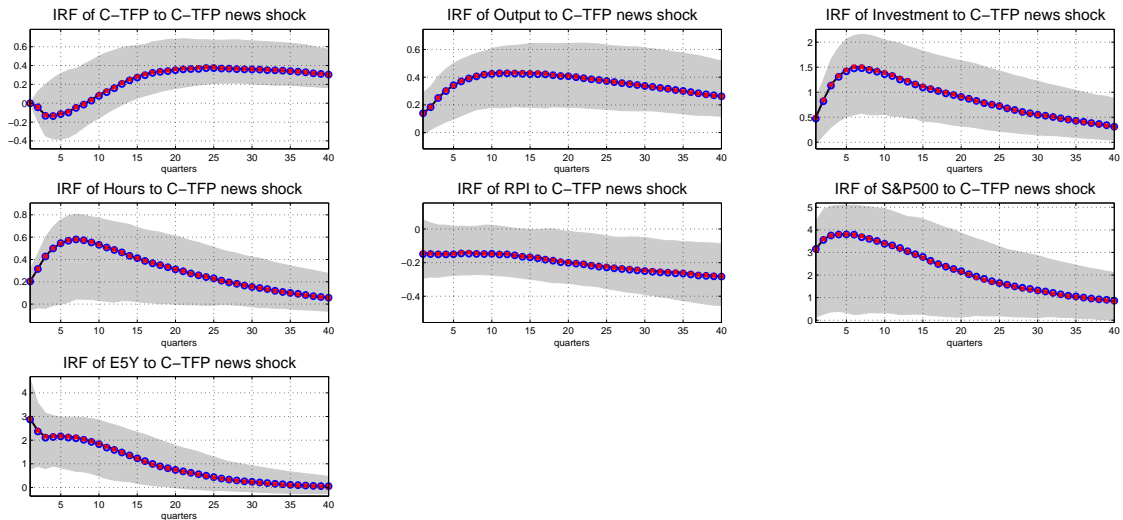 IRF of C−TFP to C−TFP news shock
0.6
0.4
0.2
0
−0.2
−0.4
5 10 15 20 25 30 35 40
quarters
IRF of Output to C−TFP news shock
0.6
0.4
0.2
0
5 10 15 20 25 30 35 40
quarters
IRF of Investment to C−TFP news shock
2
1.5
1
0.5
0
5 10 15 20 25 30 35 40
quarters
IRF of Hours to C−TFP news shock
0.8
0.6
0.4
0.2
0
5 10 15 20 25 30 35 40
quarters
IRF of RPI to C−TFP news shock
0
−0.2
−0.4
5 10 15 20 25 30 35 40
quarters
IRF of S&P500 to C−TFP news shock
5
4
3
2
1
0
5 10 15 20 25 30 35 40
quarters
IRF of E5Y to C−TFP news shock
4
3
2
1
0
5 10 15 20 25 30 35 40
quarters